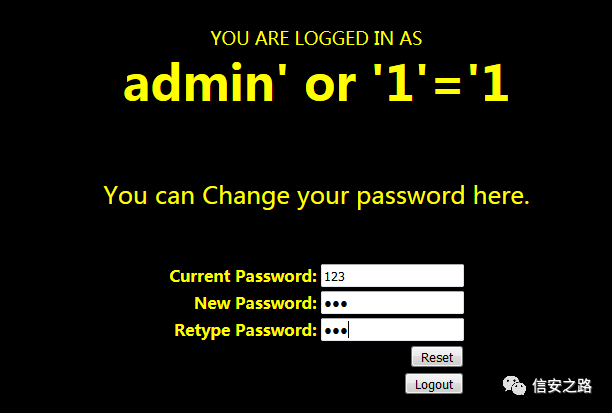 YOU ARE LOGGED IN AS
admin' or '1'='1
You can Change your password here.
Current Password: 123
New Password: •••
Retype Password: •••
Reset
Logout
信安之路